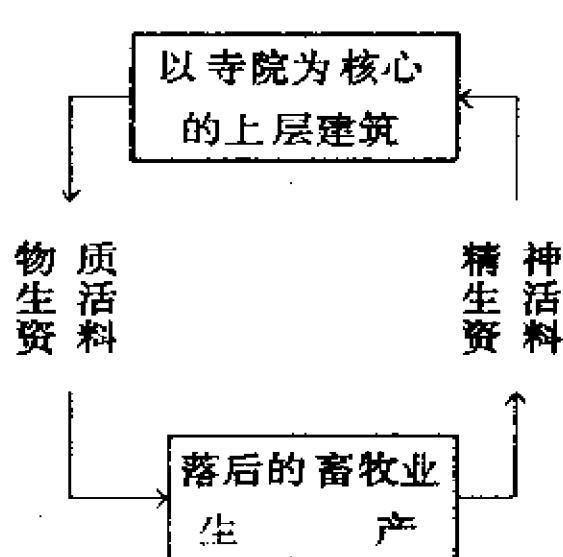 以寺院为核心
的上层建筑
物质
生活
资料
精神
生活
资料
落后的畜牧业
生产